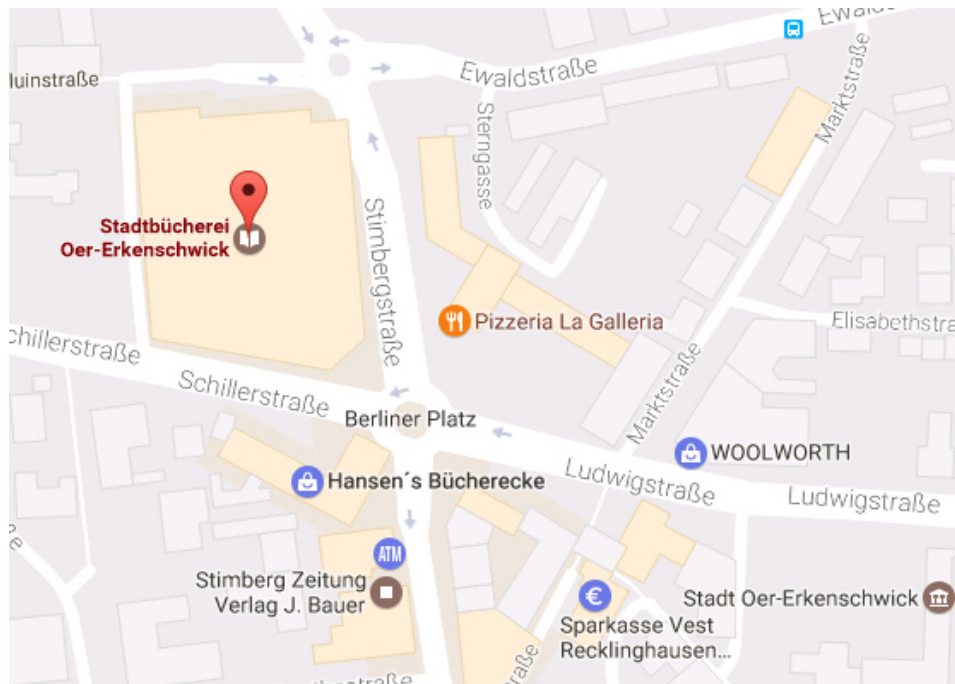 Ewaldstraße
Ewaldstraße
luinstraße
Sterngasse
Marktstraße
Stadtbücherei
Oer-Erkenschwick
Stimbergstraße
Pizzeria La Galleria
Elisabethstra
chillerstraße
Schillerstraße
Marktstraße
Berliner Platz
WOOLWORTH
Hansen´s Bücherecke
Ludwigstraße
Ludwigstraße
ATM
Stimberg Zeitung
Verlag J. Bauer
€
Stadt Oer-Erkenschwick
Sparkasse Vest
Recklinghausen...